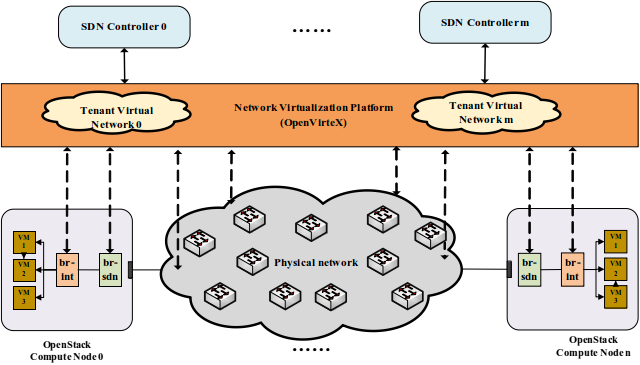 SDN Controller 0
......
SDN Controller m
Tenant Virtual
Network 0
Network Virtualization Platform
(OpenVirteX)
Tenant Virtual
Network m
VM
1
VM
2
VM
3
br-
int
br-
sdn
Physical network
br-
sdn
br-
int
VM
1
VM
2
VM
3
OpenStack
Compute Node 0
......
OpenStack
Compute Node n